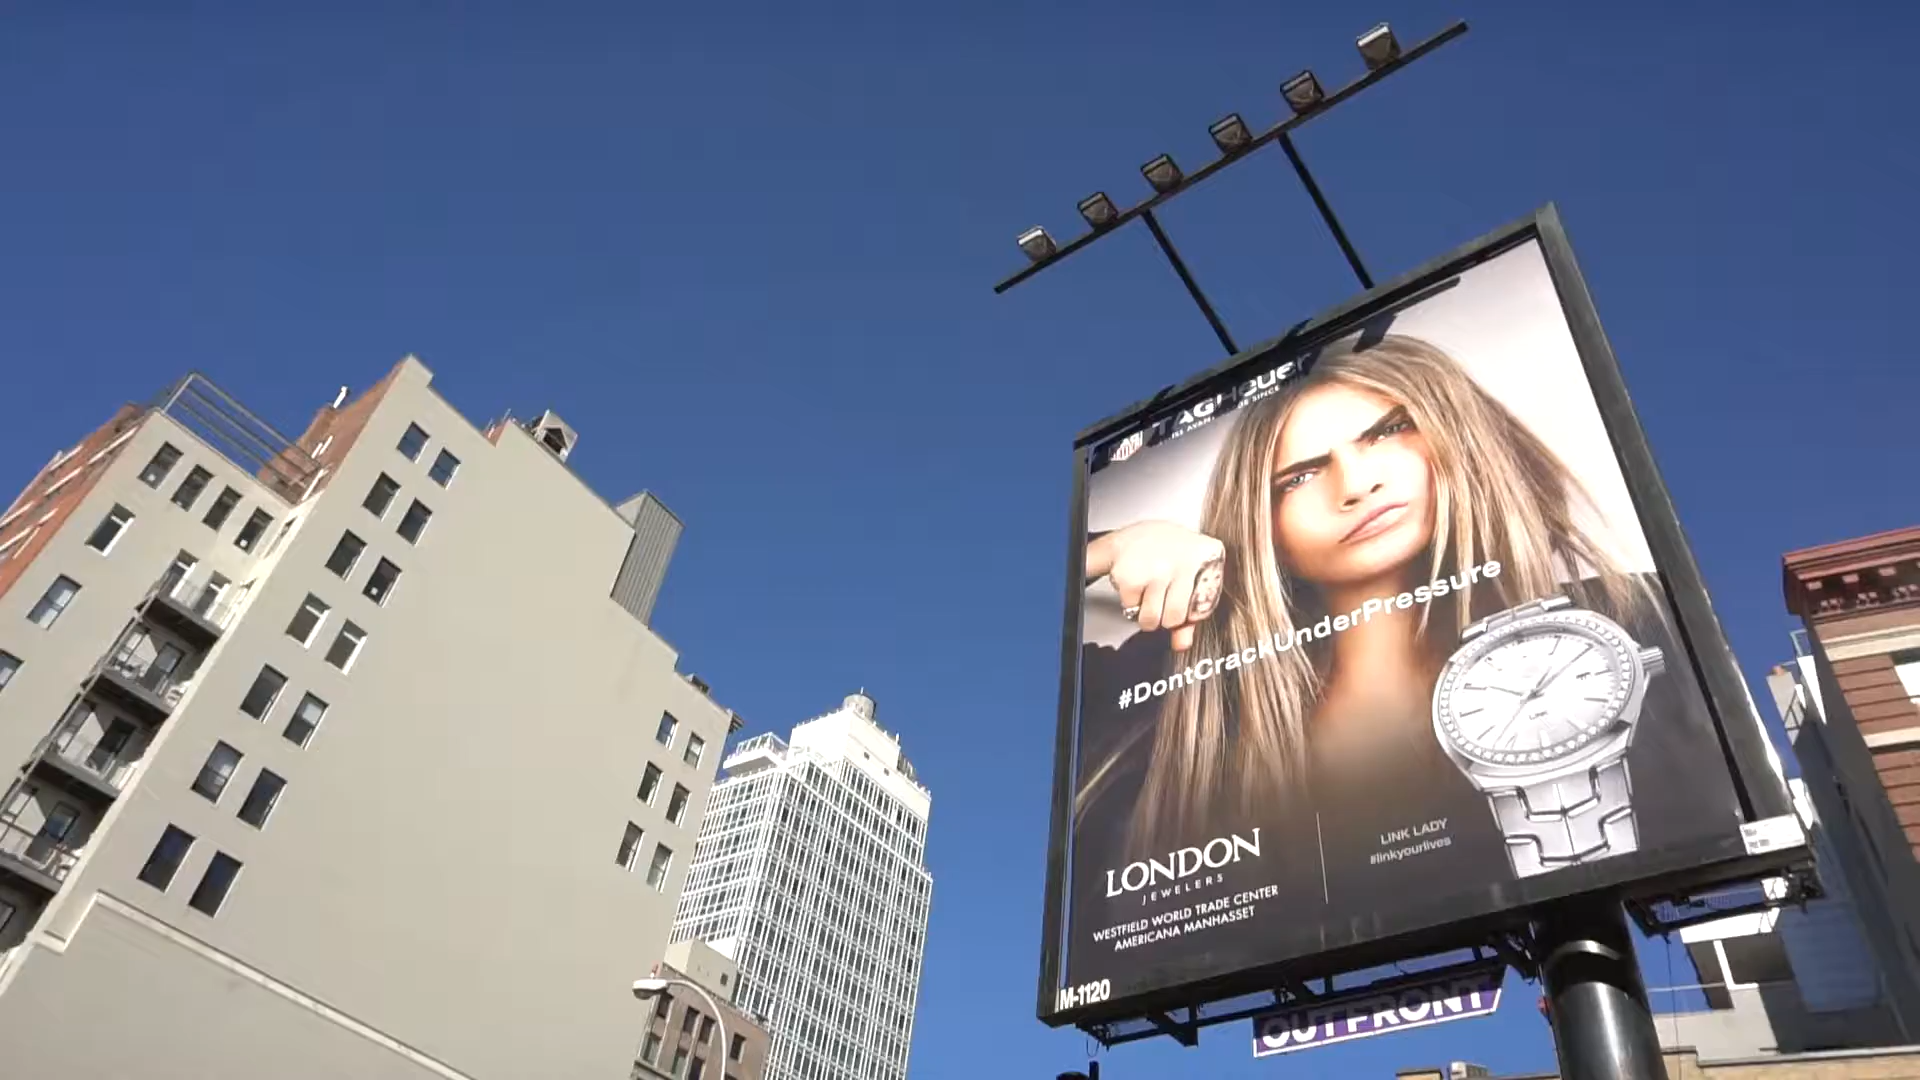 TAGHeuer
#DontCrackUnderPressure
LINK LADY
#linkyourlives
LONDON
JEWELERS
WESTFIELD WORLD TRADE CENTER
AMERICANA MANHASSET
M-1120
OUTFRONT